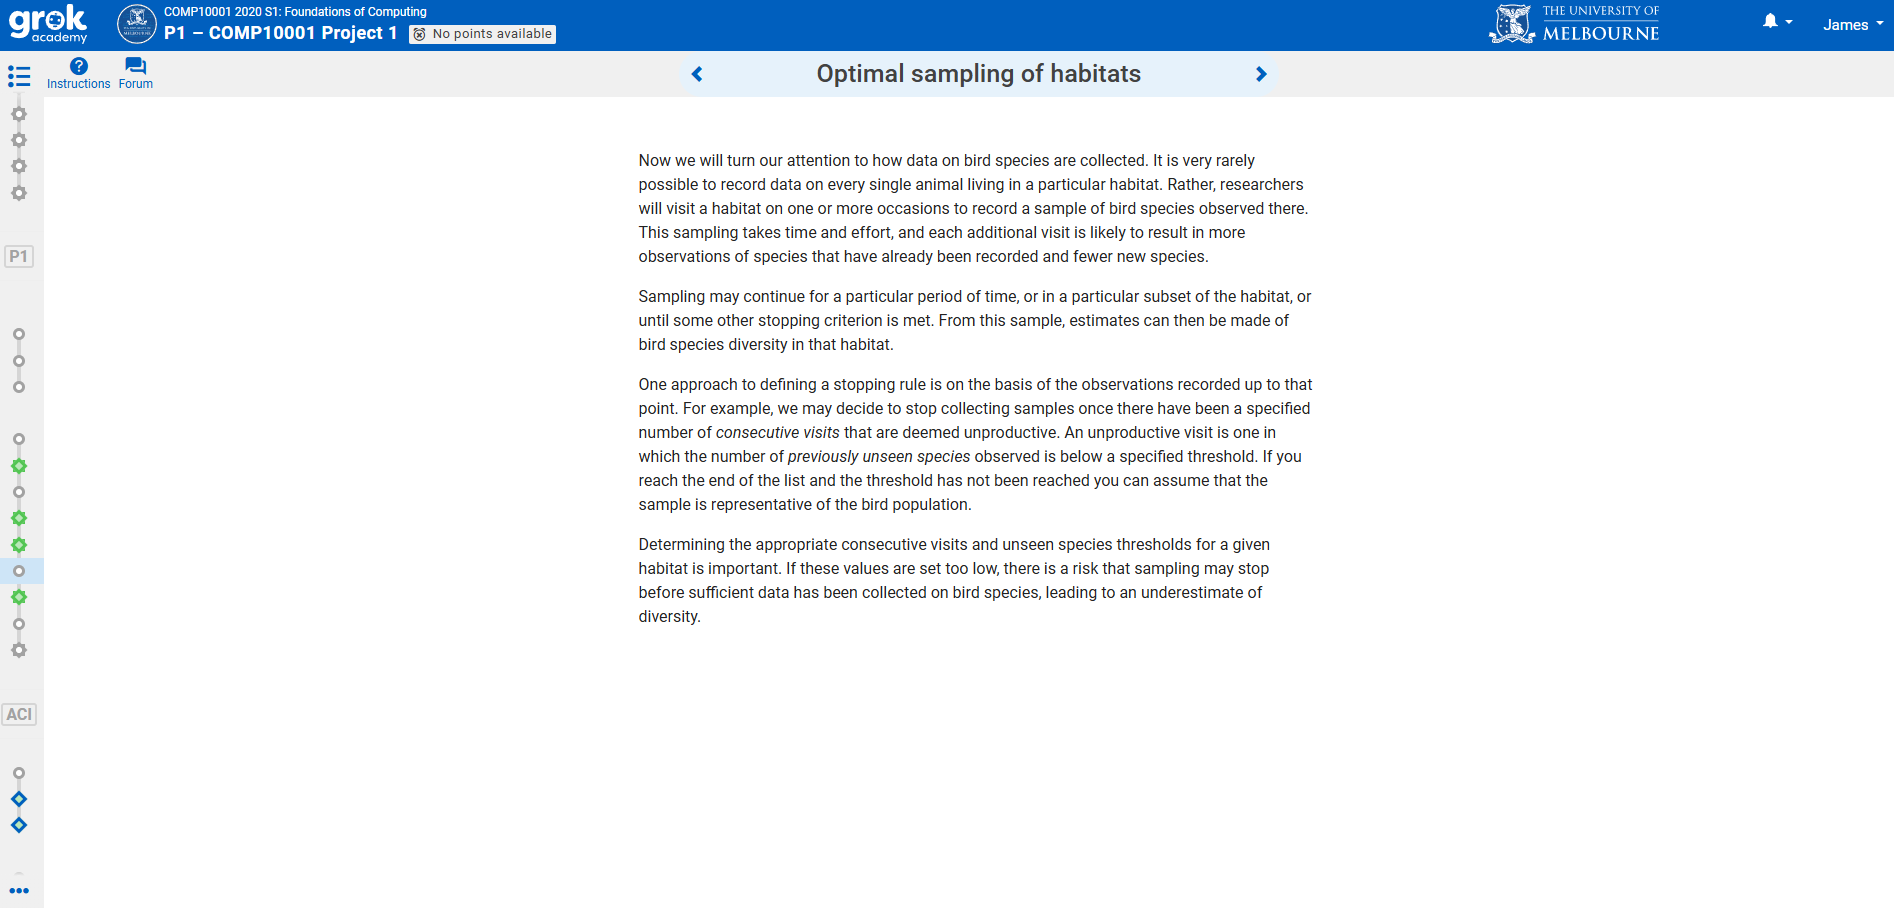 grok
academy
COMP10001 2020 S1: Foundations of Computing
P1 – COMP10001 Project 1
No points available
THE UNIVERSITY OF
MELBOURNE
James
Instructions
Forum
Optimal sampling of habitats
Now we will turn our attention to how data on bird species are collected. It is very rarely
possible to record data on every single animal living in a particular habitat. Rather, researchers
will visit a habitat on one or more occasions to record a sample of bird species observed there.
This sampling takes time and effort, and each additional visit is likely to result in more
observations of species that have already been recorded and fewer new species.
Sampling may continue for a particular period of time, or in a particular subset of the habitat, or
until some other stopping criterion is met. From this sample, estimates can then be made of
bird species diversity in that habitat.
One approach to defining a stopping rule is on the basis of the observations recorded up to that
point. For example, we may decide to stop collecting samples once there have been a specified
number of consecutive visits that are deemed unproductive. An unproductive visit is one in
which the number of previously unseen species observed is below a specified threshold. If you
reach the end of the list and the threshold has not been reached you can assume that the
sample is representative of the bird population.
Determining the appropriate consecutive visits and unseen species thresholds for a given
habitat is important. If these values are set too low, there is a risk that sampling may stop
before sufficient data has been collected on bird species, leading to an underestimate of
diversity.
P1
ACI